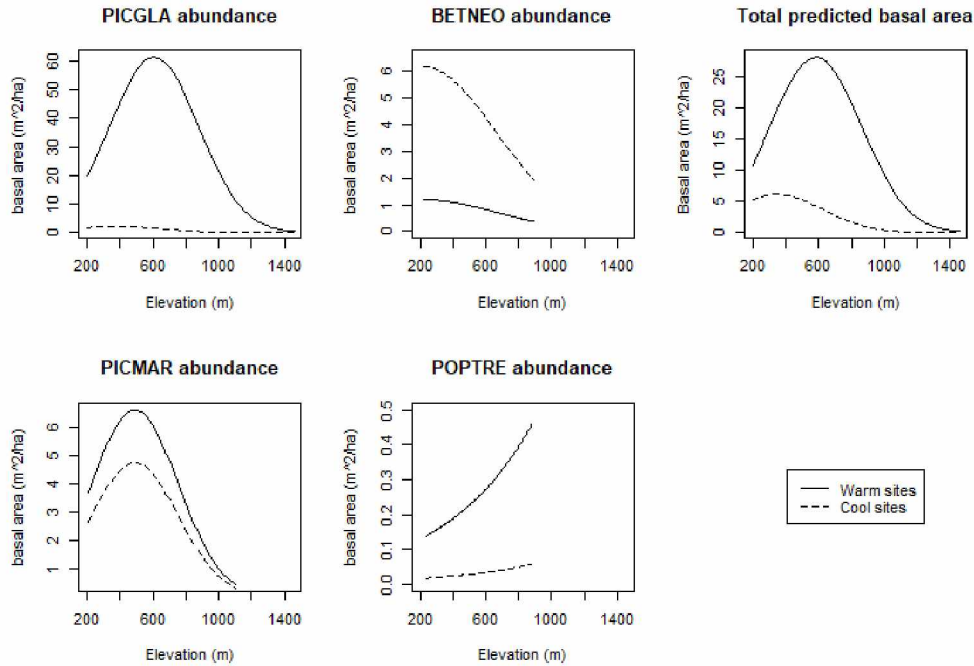 PICGLA abundance
basal area (m^2/ha)
0 10 20 30 40 50 60
200 600 1000 1400
Elevation (m)
BETNEO abundance
basal area (m^2/ha)
0 1 2 3 4 5 6
200 600 1000 1400
Elevation (m)
Total predicted basal area
Basal area (m^2/ha)
0 5 10 15 20 25
200 600 1000 1400
Elevation (m)
PICMAR abundance
basal area (m^2/ha)
1 2 3 4 5 6
200 600 1000 1400
Elevation (m)
POPTRE abundance
basal area (m^2/ha)
0.0 0.1 0.2 0.3 0.4 0.5
200 600 1000 1400
Elevation (m)
Warm sites
Cool sites